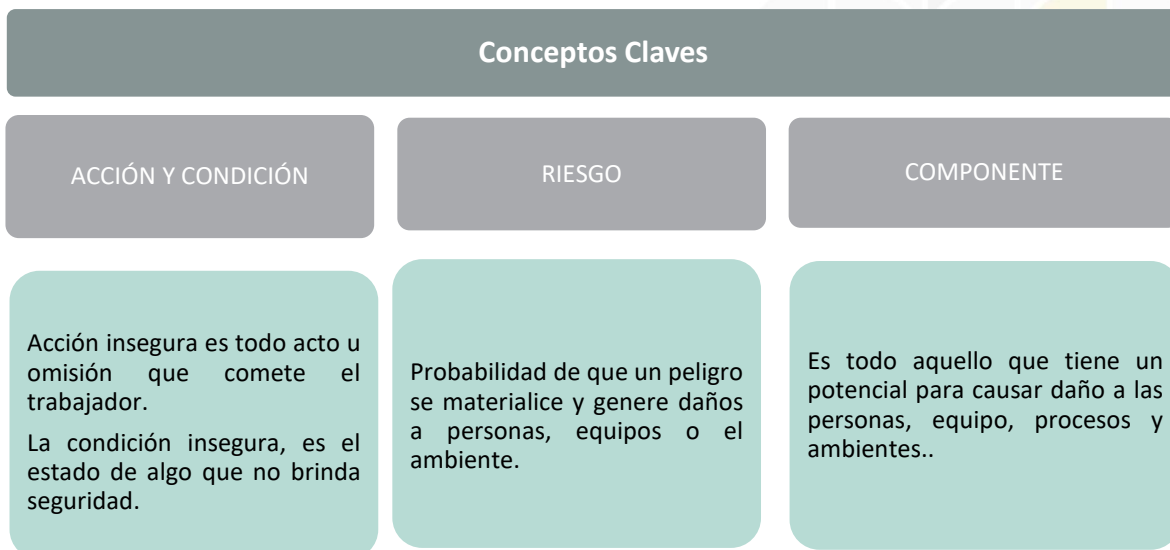 Conceptos Claves
ACCIÓN Y CONDICIÓN
RIESGO
COMPONENTE
Acción insegura es todo acto u
omisión que comete el
trabajador.
La condición insegura, es el
estado de algo que no brinda
seguridad.
Probabilidad de que un peligro
se materialice y genere daños
a personas, equipos o el
ambiente.
Es todo aquello que tiene un
potencial para causar daño a las
personas, equipo, procesos y
ambientes..